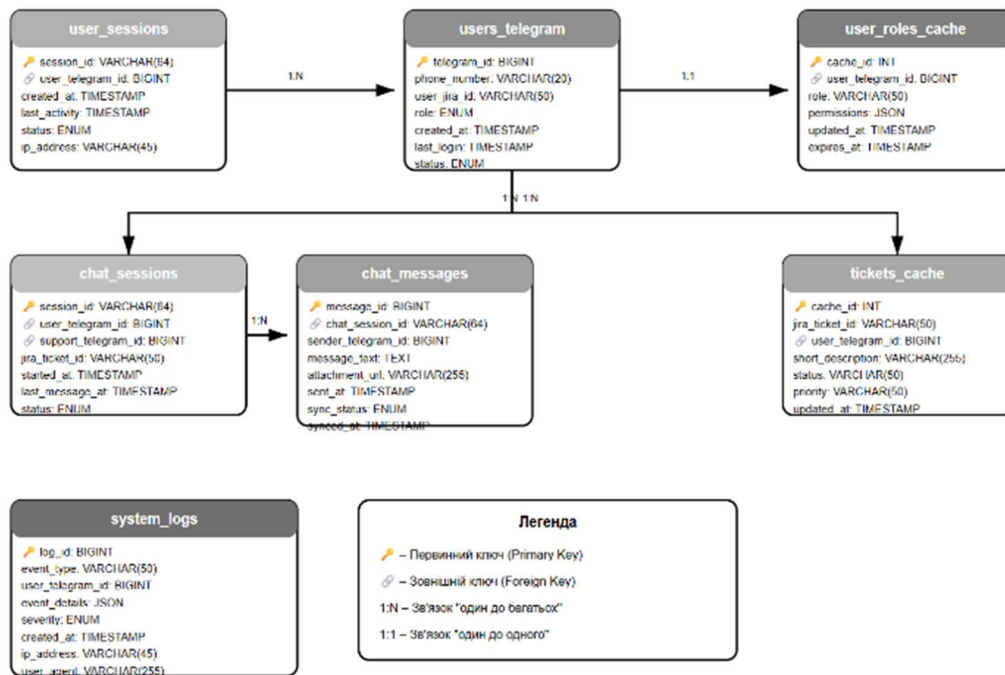 user_sessions
🔑 session_id: VARCHAR(64)
🔗 user_telegram_id: BIGINT
created_at: TIMESTAMP
last_activity: TIMESTAMP
status: ENUM
ip_address: VARCHAR(45)
1:N
users_telegram
🔑 telegram_id: BIGINT
phone_number: VARCHAR(20)
user_jira_id: VARCHAR(50)
role: ENUM
created_at: TIMESTAMP
last_login: TIMESTAMP
status: ENUM
1:1
user_roles_cache
🔑 cache_id: INT
🔗 user_telegram_id: BIGINT
role: VARCHAR(50)
permissions: JSON
updated_at: TIMESTAMP
expires_at: TIMESTAMP
1:N 1:N
chat_sessions
🔑 session_id: VARCHAR(64)
🔗 user_telegram_id: BIGINT
🔗 support_telegram_id: BIGINT
jira_ticket_id: VARCHAR(50)
started_at: TIMESTAMP
last_message_at: TIMESTAMP
status: ENUM
1:N
chat_messages
🔑 message_id: BIGINT
🔗 chat_session_id: VARCHAR(64)
sender_telegram_id: BIGINT
message_text: TEXT
attachment_url: VARCHAR(255)
sent_at: TIMESTAMP
sync_status: ENUM
synced_at: TIMESTAMP
tickets_cache
🔑 cache_id: INT
jira_ticket_id: VARCHAR(50)
🔗 user_telegram_id: BIGINT
short_description: VARCHAR(255)
status: VARCHAR(50)
priority: VARCHAR(50)
updated_at: TIMESTAMP
system_logs
🔑 log_id: BIGINT
event_type: VARCHAR(50)
user_telegram_id: BIGINT
event_details: JSON
severity: ENUM
created_at: TIMESTAMP
ip_address: VARCHAR(45)
user_agent: VARCHAR(255)
Легенда
🔑 – Первинний ключ (Primary Key)
🔗 – Зовнішній ключ (Foreign Key)
1:N – Зв'язок "один до багатьох"
1:1 – Зв'язок "один до одного"